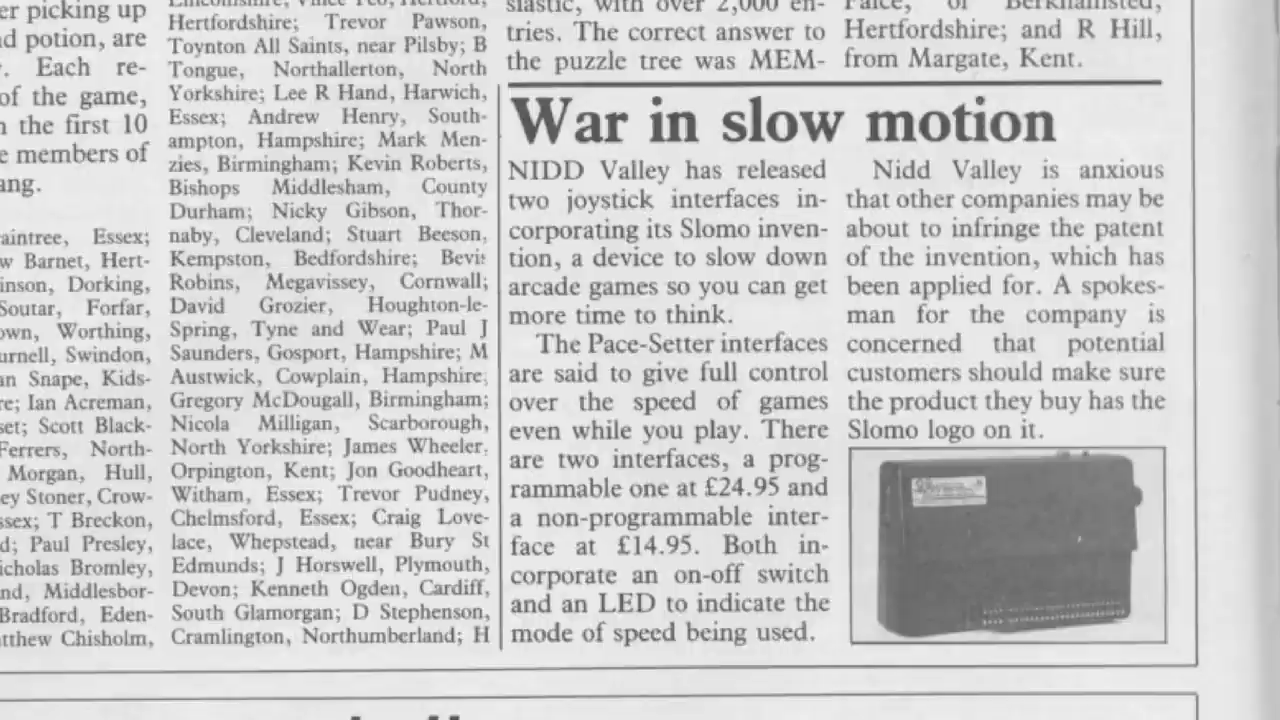 er picking up
d potion, are
. Each re-
of the game,
the first 10
members of
ang.
aintree, Essex;
w Barnet, Hert-
inson, Dorking,
Soutar, Forfar,
own, Worthing,
urnell, Swindon,
an Snape, Kids-
re; Ian Acreman,
set; Scott Black-
Ferrers, North-
Morgan, Hull,
ey Stoner, Crow-
ssex; T Breckon,
d; Paul Presley,
icholas Bromley,
nd, Middlesbor-
Bradford, Eden-
tthew Chisholm,
Hertfordshire; Trevor Pawson,
Toynton All Saints, near Pilsby; B
Tongue, Northallerton, North
Yorkshire; Lee R Hand, Harwich,
Essex; Andrew Henry, South-
ampton, Hampshire; Mark Men-
zies, Birmingham; Kevin Roberts,
Bishops Middlesham, County
Durham; Nicky Gibson, Thor-
naby, Cleveland; Stuart Beeson,
Kempston, Bedfordshire; Bevis
Robins, Megavissey, Cornwall;
David Grozier, Houghton-le-
Spring, Tyne and Wear; Paul J
Saunders, Gosport, Hampshire; M
Austwick, Cowplain, Hampshire;
Gregory McDougall, Birmingham;
Nicola Milligan, Scarborough,
North Yorkshire; James Wheeler,
Orpington, Kent; Jon Goodheart,
Witham, Essex; Trevor Pudney,
Chelmsford, Essex; Craig Love-
lace, Whepstead, near Bury St
Edmunds; J Horswell, Plymouth,
Devon; Kenneth Ogden, Cardiff,
South Glamorgan; D Stephenson,
Cramlington, Northumberland; H
slastic, with over 2,000 en-
tries. The correct answer to
the puzzle tree was MEM-
of Berkhamsted,
Hertfordshire; and R Hill,
from Margate, Kent.
War in slow motion
NIDD Valley has released
two joystick interfaces in-
corporating its Slomo inven-
tion, a device to slow down
arcade games so you can get
more time to think.
The Pace-Setter interfaces
are said to give full control
over the speed of games
even while you play. There
are two interfaces, a prog-
rammable one at £24.95 and
a non-programmable inter-
face at £14.95. Both in-
corporate an on-off switch
and an LED to indicate the
mode of speed being used.
Nidd Valley is anxious
that other companies may be
about to infringe the patent
of the invention, which has
been applied for. A spokes-
man for the company is
concerned that potential
customers should make sure
the product they buy has the
Slomo logo on it.